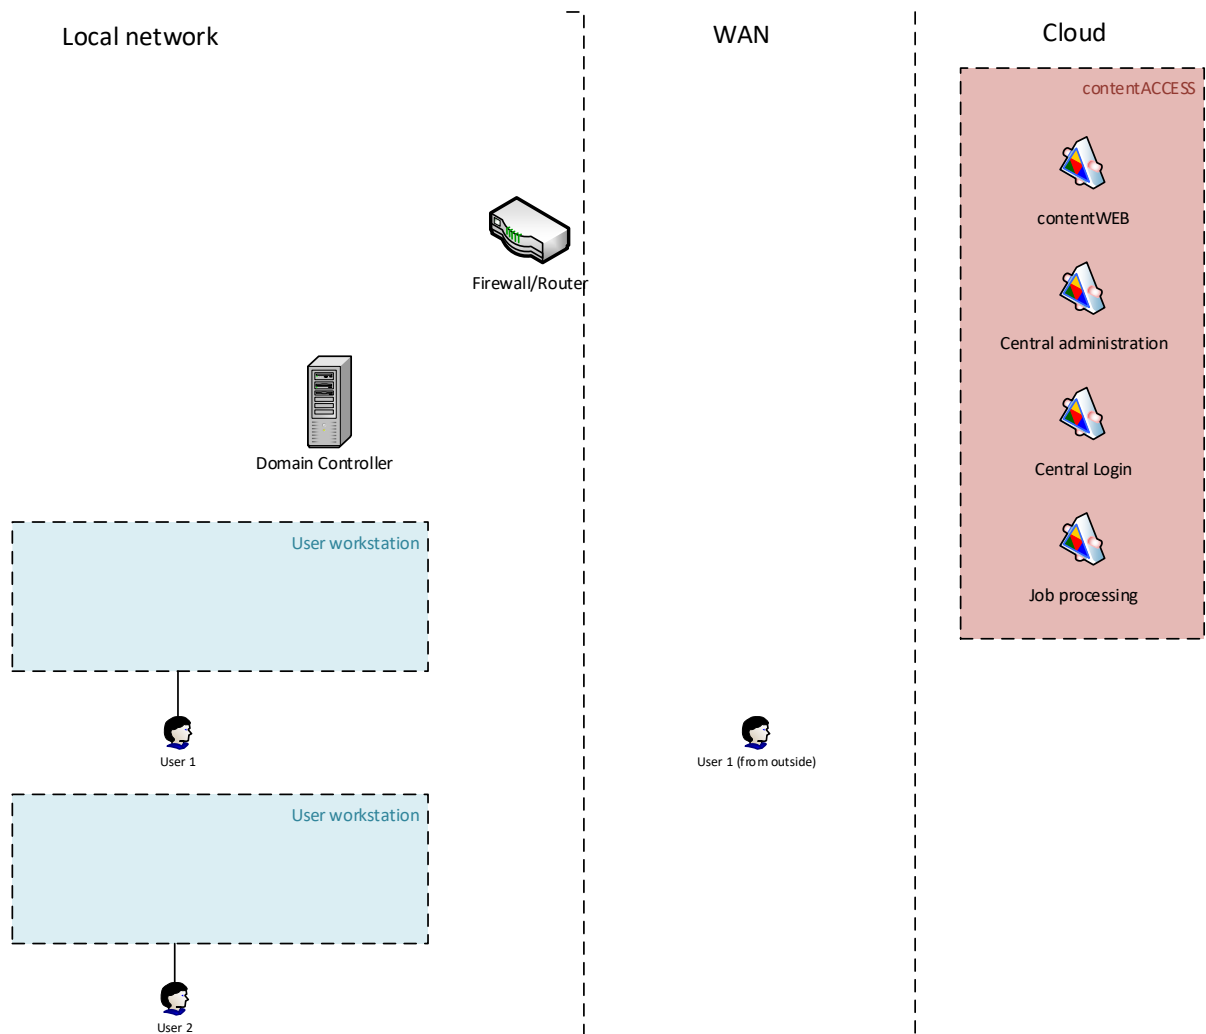 Local network
WAN
Cloud
contentACCESS
contentWEB
Firewall/Router
Central administration
Domain Controller
Central Login
User workstation
Job processing
User 1
User 1 (from outside)
User workstation
User 2